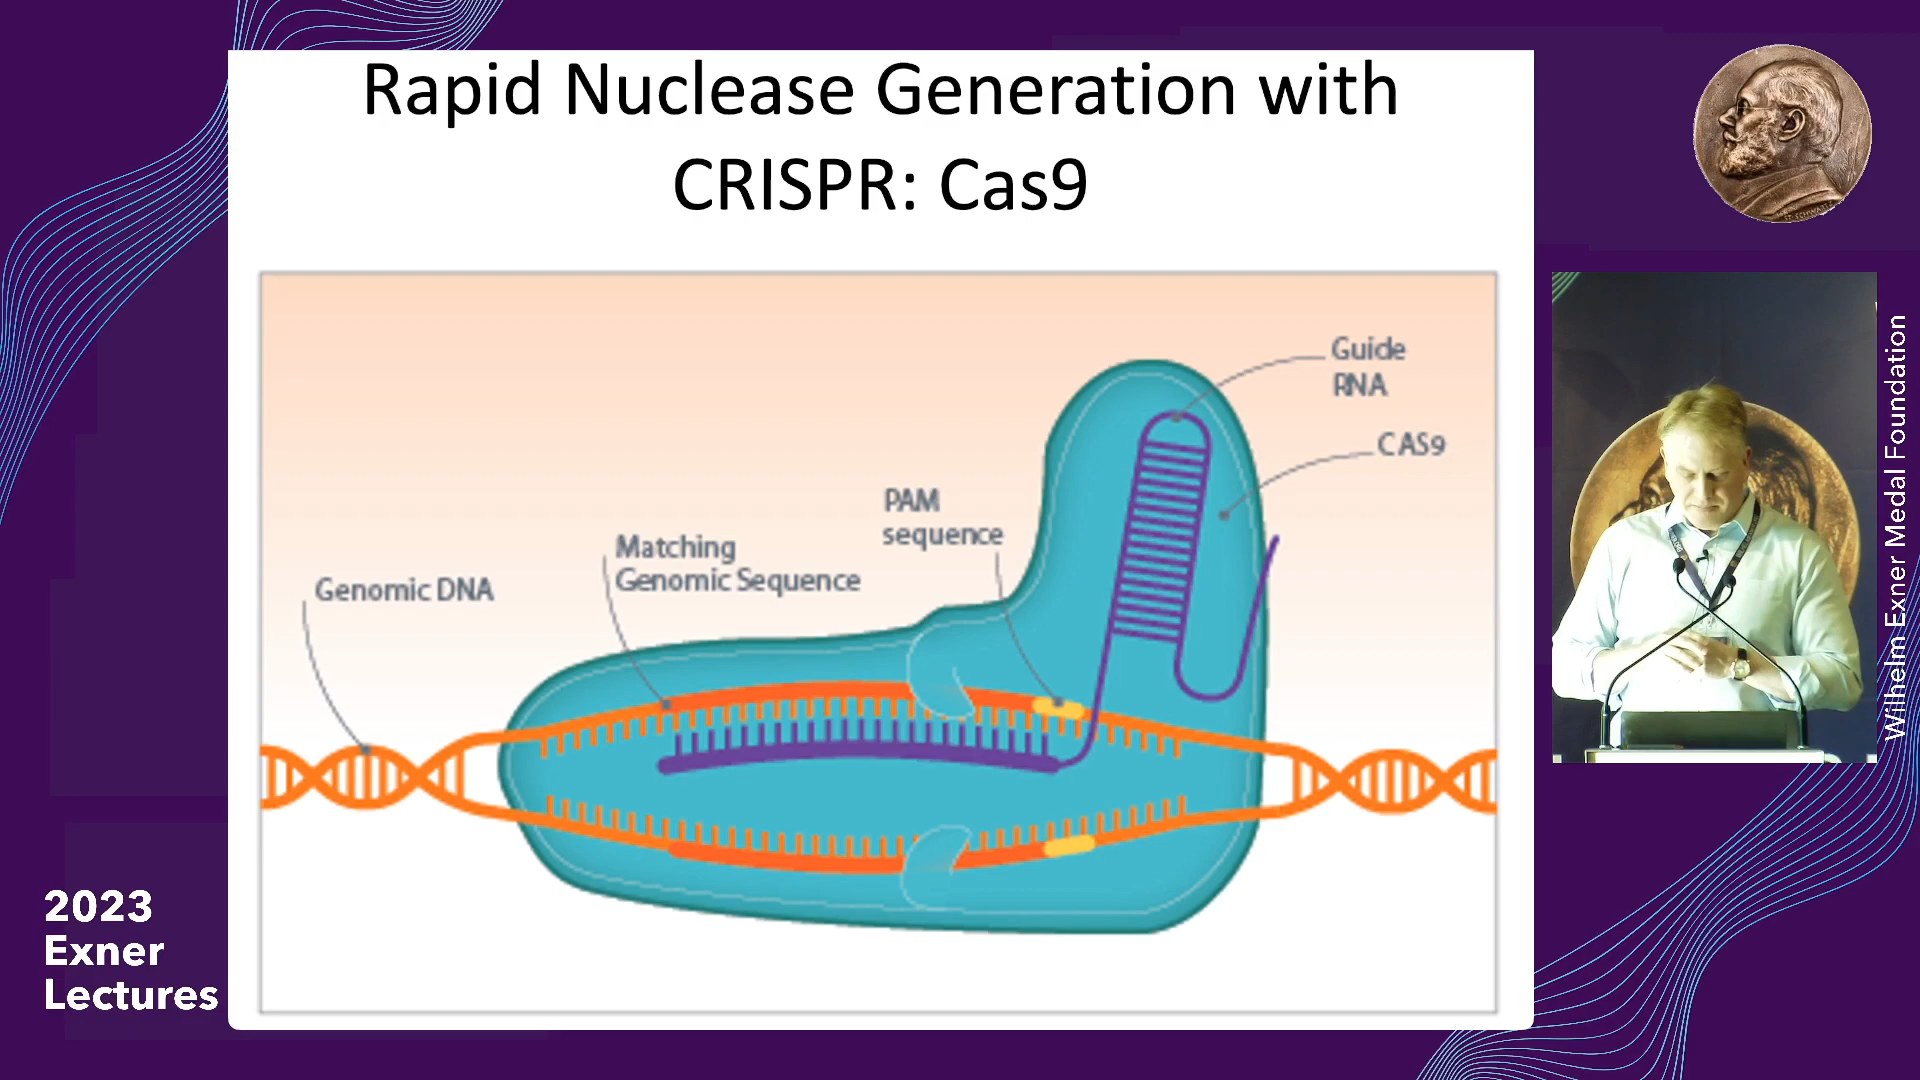 Rapid Nuclease Generation with
CRISPR: Cas9
Guide
RNA
CAS9
PAM
sequence
Matching
Genomic Sequence
Genomic DNA
2023
Exner
Lectures
Wilhelm Exner Medal Foundation